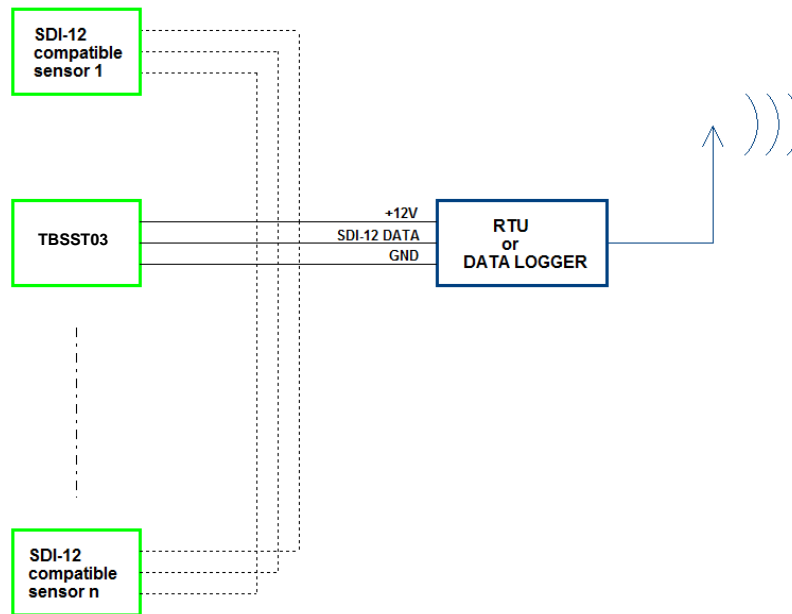 SDI-12
compatible
sensor 1
TBSST03
+12V
SDI-12 DATA
GND
RTU
or
DATA LOGGER
SDI-12
compatible
sensor n